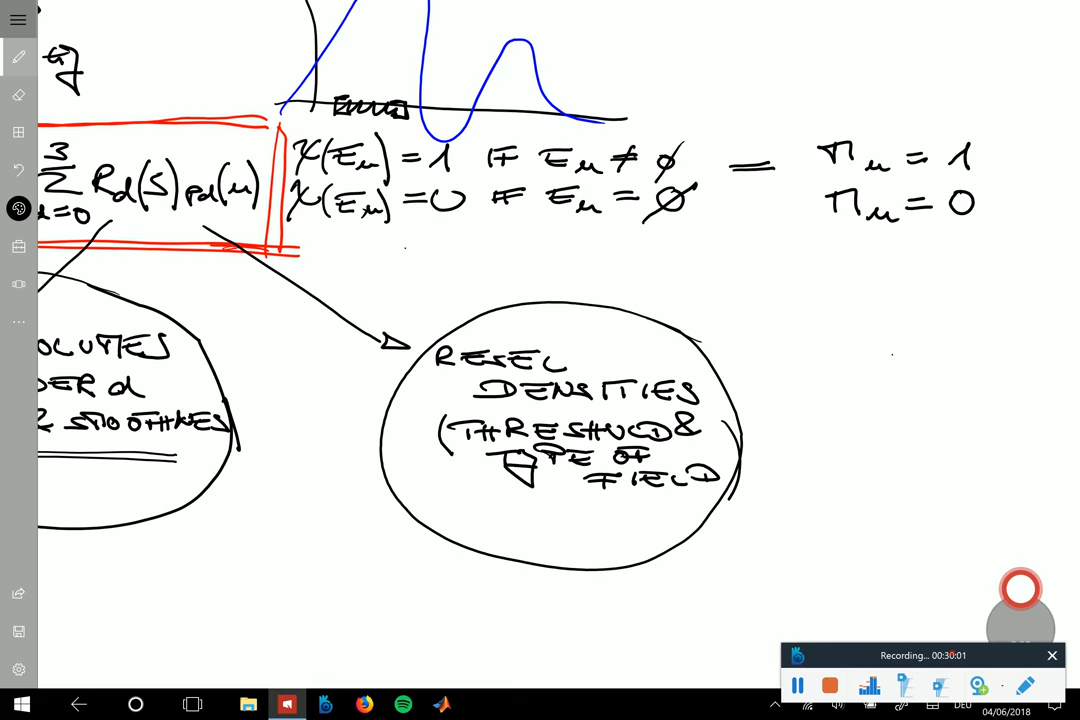 3
Σ R_d(S) ρ_d(u)
=0
χ(E_u) = 1 IF E_u ≠ ∅ = π_u = 1
χ(E_u) = 0 IF E_u = ∅ π_u = 0
OLUMES
DER d
& SMOOTHNES
RESEL
DENSITIES
(THRESHOLD &
TYPE OF
FIELD
Recording... 00:30:01
DEU
04/06/2018